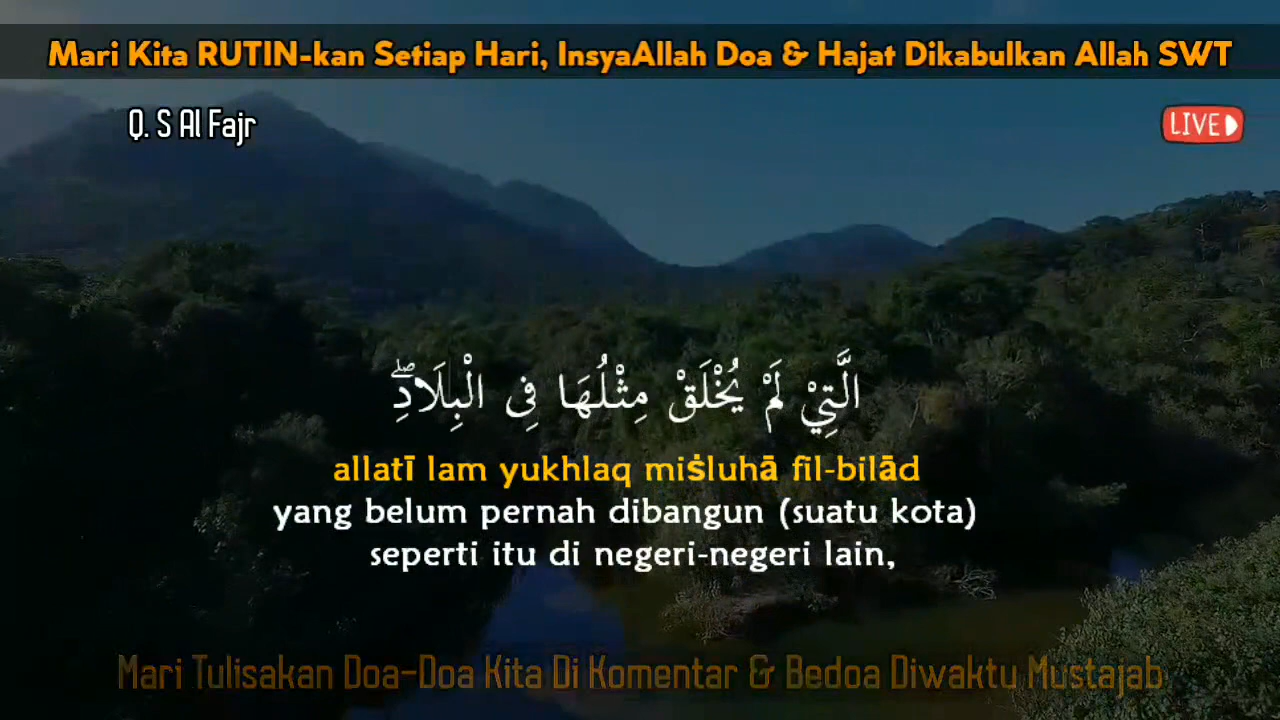 Mari Kita RUTIN-kan Setiap Hari, InsyaAllah Doa & Hajat Dikabulkan Allah SWT
Q. S Al Fajr
LIVE
الَّتِيْ لَمْ يُخْلَقْ مِثْلُهَا فِى الْبِلَادِۖ
allatī lam yukhlaq miṡluhā fil-bilād
yang belum pernah dibangun (suatu kota)
seperti itu di negeri-negeri lain,
Mari Tulisakan Doa-Doa Kita Di Komentar & Bedoa Diwaktu Mustajab